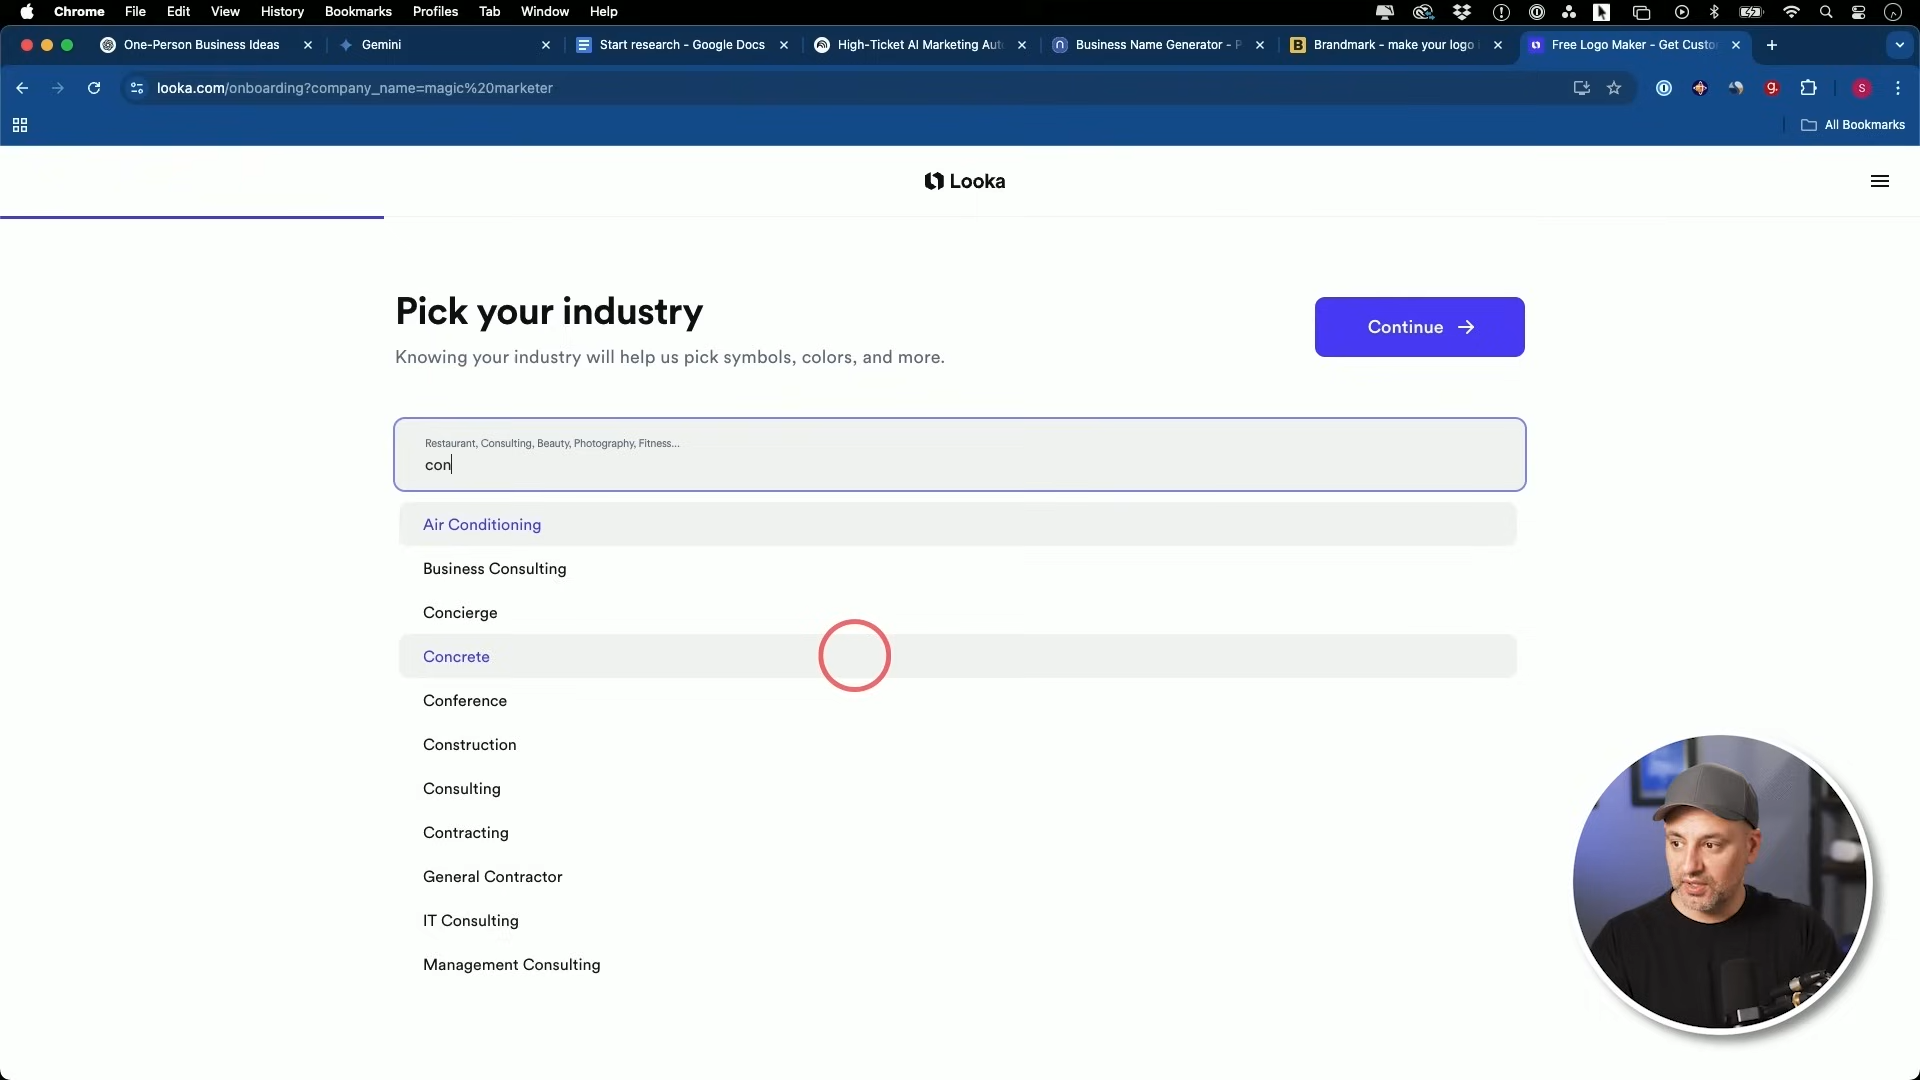 Chrome File Edit View History Bookmarks Profiles Tab Window Help
One-Person Business Ideas
Gemini
Start research - Google Docs
High-Ticket AI Marketing Aut
Business Name Generator - P
Brandmark - make your logo
Free Logo Maker - Get Custo
looka.com/onboarding?company_name=magic%20marketer
g.
S
All Bookmarks
Looka
Pick your industry
Knowing your industry will help us pick symbols, colors, and more.
Continue
Restaurant, Consulting, Beauty, Photography, Fitness...
con
Air Conditioning
Business Consulting
Concierge
Concrete
Conference
Construction
Consulting
Contracting
General Contractor
IT Consulting
Management Consulting